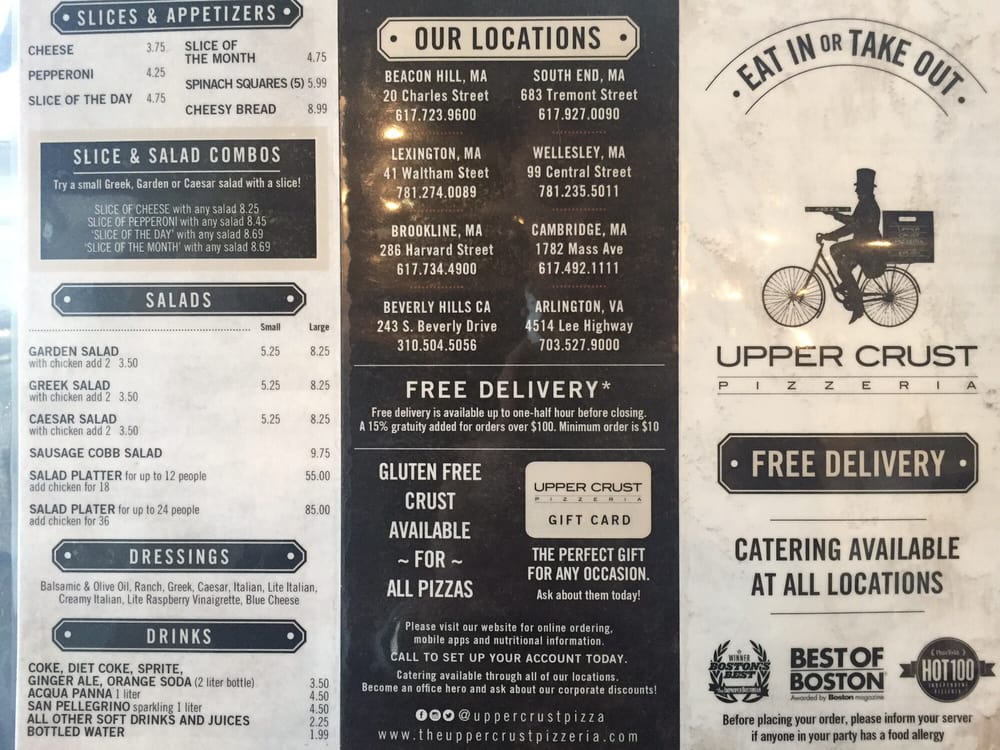 SLICES & APPETIZERS
CHEESE 3.75
PEPPERONI 4.25
SLICE OF THE DAY 4.75
SLICE OF
THE MONTH 4.75
SPINACH SQUARES (5) 5.99
CHEESY BREAD 8.99
SLICE & SALAD COMBOS
Try a small Greek, Garden or Caesar salad with a slice!
SLICE OF CHEESE with any salad 8.25
SLICE OF PEPPERONI with any salad 8.45
'SLICE OF THE DAY' with any salad 8.69
'SLICE OF THE MONTH' with any salad 8.69
SALADS
Small Large
GARDEN SALAD 5.25 8.25
with chicken add 2 3.50
GREEK SALAD 5.25 8.25
with chicken add 2 3.50
CAESAR SALAD 5.25 8.25
with chicken add 2 3.50
SAUSAGE COBB SALAD 9.75
SALAD PLATTER for up to 12 people 55.00
add chicken for 18
SALAD PLATER for up to 24 people 85.00
add chicken for 36
DRESSINGS
Balsamic & Olive Oil, Ranch, Greek, Caesar, Italian, Lite Italian,
Creamy Italian, Lite Raspberry Vinaigrette, Blue Cheese
DRINKS
COKE, DIET COKE, SPRITE,
GINGER ALE, ORANGE SODA (2 liter bottle) 3.50
ACQUA PANNA 1 liter 4.50
SAN PELLEGRINO sparkling 1 liter 4.50
ALL OTHER SOFT DRINKS AND JUICES 2.25
BOTTLED WATER 1.99
OUR LOCATIONS
BEACON HILL, MA
20 Charles Street
617.723.9600
SOUTH END, MA
683 Tremont Street
617.927.0090
LEXINGTON, MA
41 Waltham Steet
781.274.0089
WELLESLEY, MA
99 Central Street
781.235.5011
BROOKLINE, MA
286 Harvard Street
617.734.4900
CAMBRIDGE, MA
1782 Mass Ave
617.492.1111
BEVERLY HILLS CA
243 S. Beverly Drive
310.504.5056
ARLINGTON, VA
4514 Lee Highway
703.527.9000
FREE DELIVERY*
Free delivery is available up to one-half hour before closing.
A 15% gratuity added for orders over $100. Minimum order is $10
GLUTEN FREE
CRUST
AVAILABLE
~ FOR ~
ALL PIZZAS
UPPER CRUST
PIZZERIA
GIFT CARD
THE PERFECT GIFT
FOR ANY OCCASION.
Ask about them today!
Please visit our website for online ordering,
mobile apps and nutritional information.
CALL TO SET UP YOUR ACCOUNT TODAY.
Catering available through all of our locations.
Become an office hero and ask about our corporate discounts!
@uppercrustpizza
www.theuppercrustpizzeria.com
EAT IN OR TAKE OUT
PIZZA
UPPER
CRUST
PIZZERIA
UPPER CRUST
PIZZERIA
FREE DELIVERY
CATERING AVAILABLE
AT ALL LOCATIONS
WINNER
BOSTON'S
BEST
BEST OF
BOSTON
Awarded by Boston magazine
HOT100
INDEPENDENT
PIZZERIA
Before placing your order, please inform your server
if anyone in your party has a food allergy